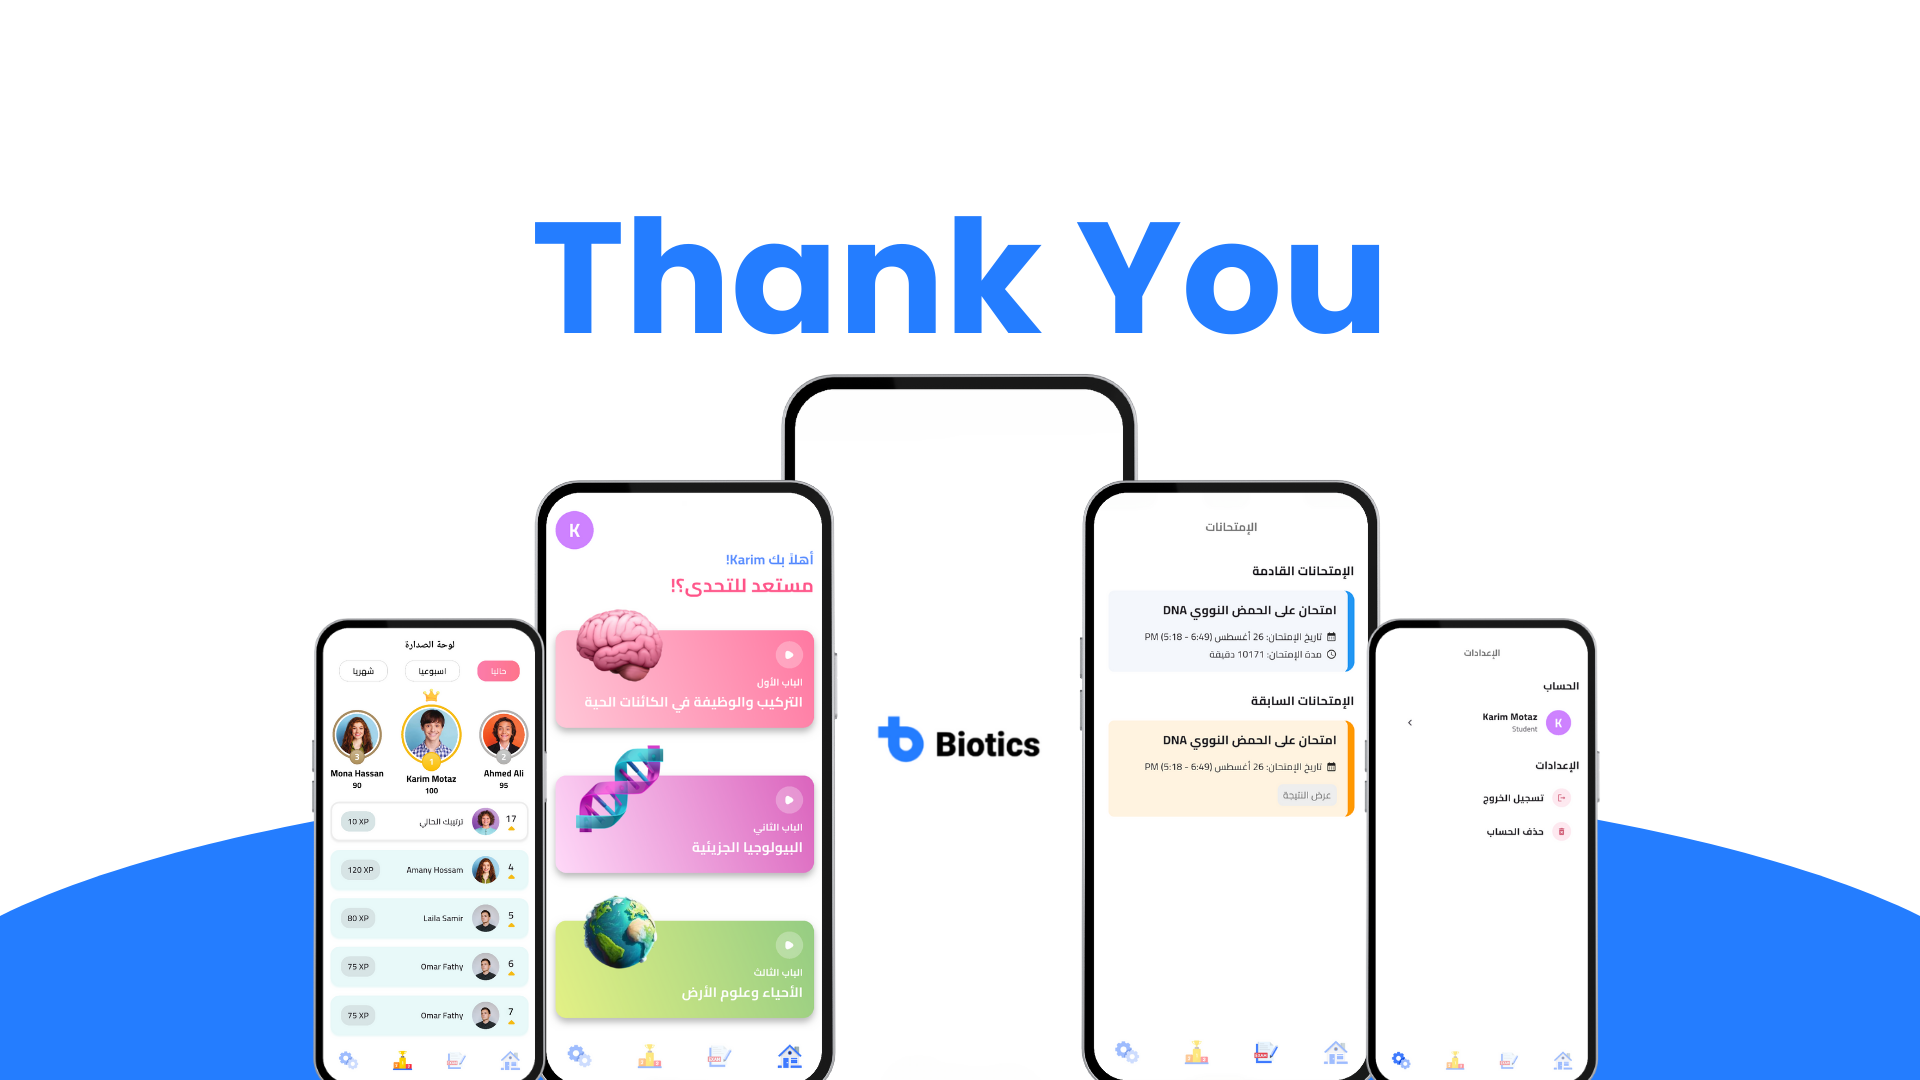 Thank You
لوحة الصدارة
حاليا
اسبوعيا
شهريا
3
1
2
Mona Hassan
90
Karim Motaz
100
Ahmed Ali
95
17
ترتيبك الحالي
10 XP
4
Amany Hossam
120 XP
5
Laila Samir
80 XP
6
Omar Fathy
75 XP
7
Omar Fathy
75 XP
K
أهلاً بك Karim!
مستعد للتحدى؟!
الباب الأول
التركيب والوظيفة في الكائنات الحية
الباب الثاني
البيولوجيا الجزيئية
الباب الثالث
الأحياء وعلوم الأرض
Biotics
الإمتحانات
الإمتحانات القادمة
امتحان على الحمض النووي DNA
تاريخ الإمتحان: 26 أغسطس (6:49 - 5:18) PM
مدة الإمتحان: 10171 دقيقة
الإمتحانات السابقة
امتحان على الحمض النووي DNA
تاريخ الإمتحان: 26 أغسطس (6:49 - 5:18) PM
عرض النتيجة
الإعدادات
الحساب
K
Karim Motaz
Student
الإعدادات
تسجيل الخروج
حذف الحساب